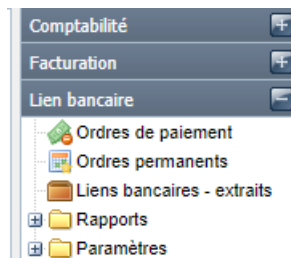 Comptabilité
Facturation
Lien bancaire
Ordres de paiement
Ordres permanents
Liens bancaires - extraits
Rapports
Paramètres